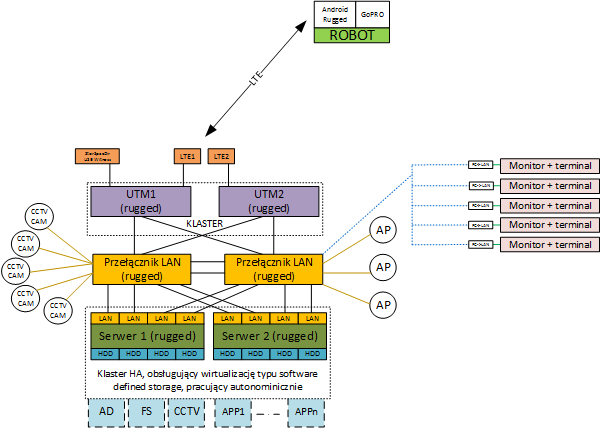 Android
Rugged
GoPRO
ROBOT
LTE
LTE1
LTE2
UTM1
(rugged)
UTM2
(rugged)
KLASTER
Monitor + terminal
Monitor + terminal
Monitor + terminal
Monitor + terminal
Monitor + terminal
CCTV
CAM
CCTV
CAM
CCTV
CAM
CCTV
CAM
CCTV
CAM
Przełącznik LAN
(rugged)
Przełącznik LAN
(rugged)
AP
AP
AP
LAN LAN LAN LAN
LAN LAN LAN LAN
Serwer 1 (rugged)
Serwer 2 (rugged)
HDD HDD HDD HDD
HDD HDD HDD HDD
Klaster HA, obsługujący wirtualizację typu software
defined storage, pracujący autonominicznie
AD
FS
CCTV
APP1
APPn